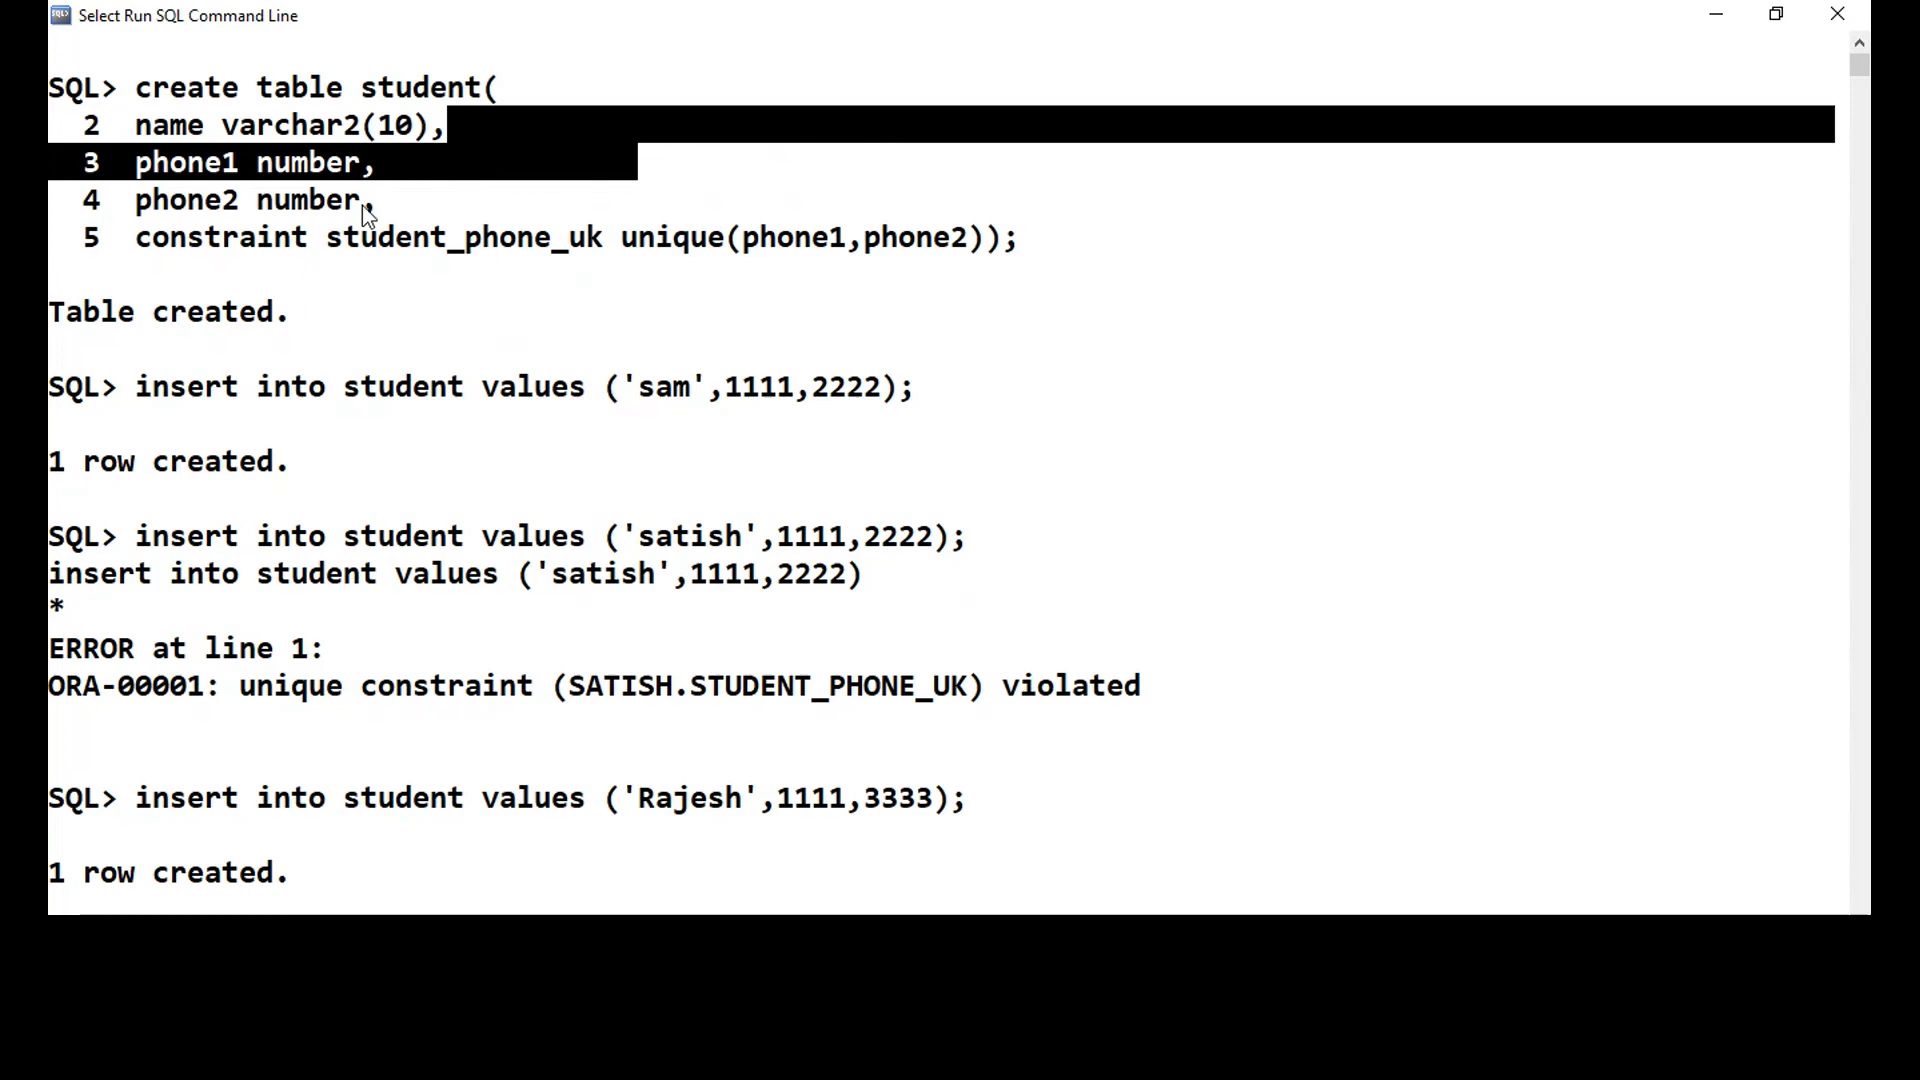 Select Run SQL Command Line
SQL> create table student(
2 name varchar2(10),
3 phone1 number,
4 phone2 number,
5 constraint student_phone_uk unique(phone1,phone2));
Table created.
SQL> insert into student values ('sam',1111,2222);
1 row created.
SQL> insert into student values ('satish',1111,2222);
insert into student values ('satish',1111,2222)
*
ERROR at line 1:
ORA-00001: unique constraint (SATISH.STUDENT_PHONE_UK) violated
SQL> insert into student values ('Rajesh',1111,3333);
1 row created.